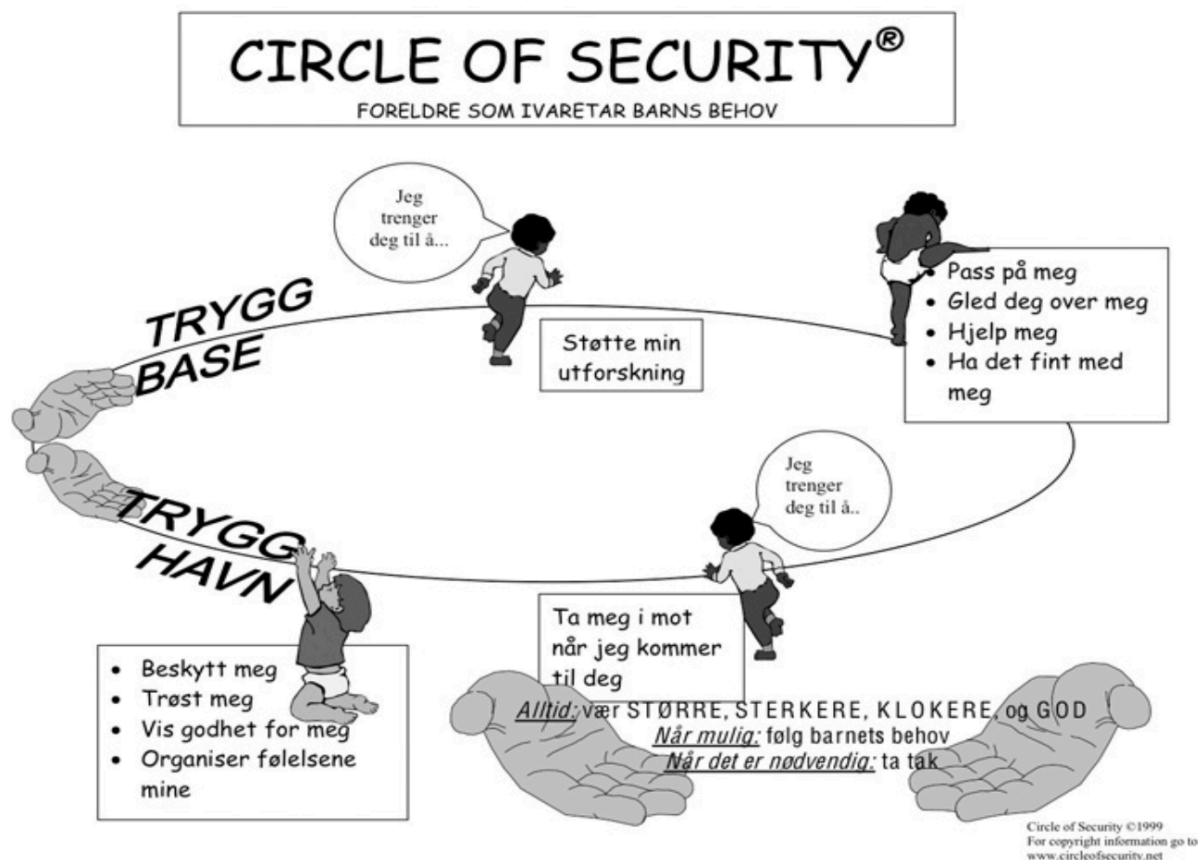 CIRCLE OF SECURITY®
FORELDRE SOM IVARETAR BARNS BEHOV
Jeg
trenger
deg til å...
TRYGG
BASE
Støtte min
utforskning
• Pass på meg
• Gled deg over meg
• Hjelp meg
• Ha det fint med
meg
Jeg
trenger
deg til å..
TRYGG
HAVN
Ta meg i mot
når jeg kommer
til deg
• Beskytt meg
• Trøst meg
• Vis godhet for meg
• Organiser følelsene
mine
Alltid: vær STØRRE, STERKERE, KLOKERE, og GOD
Når mulig: følg barnets behov
Når det er nødvendig: ta tak
Circle of Security ©1999
For copyright information go to
www.circleofsecurity.net